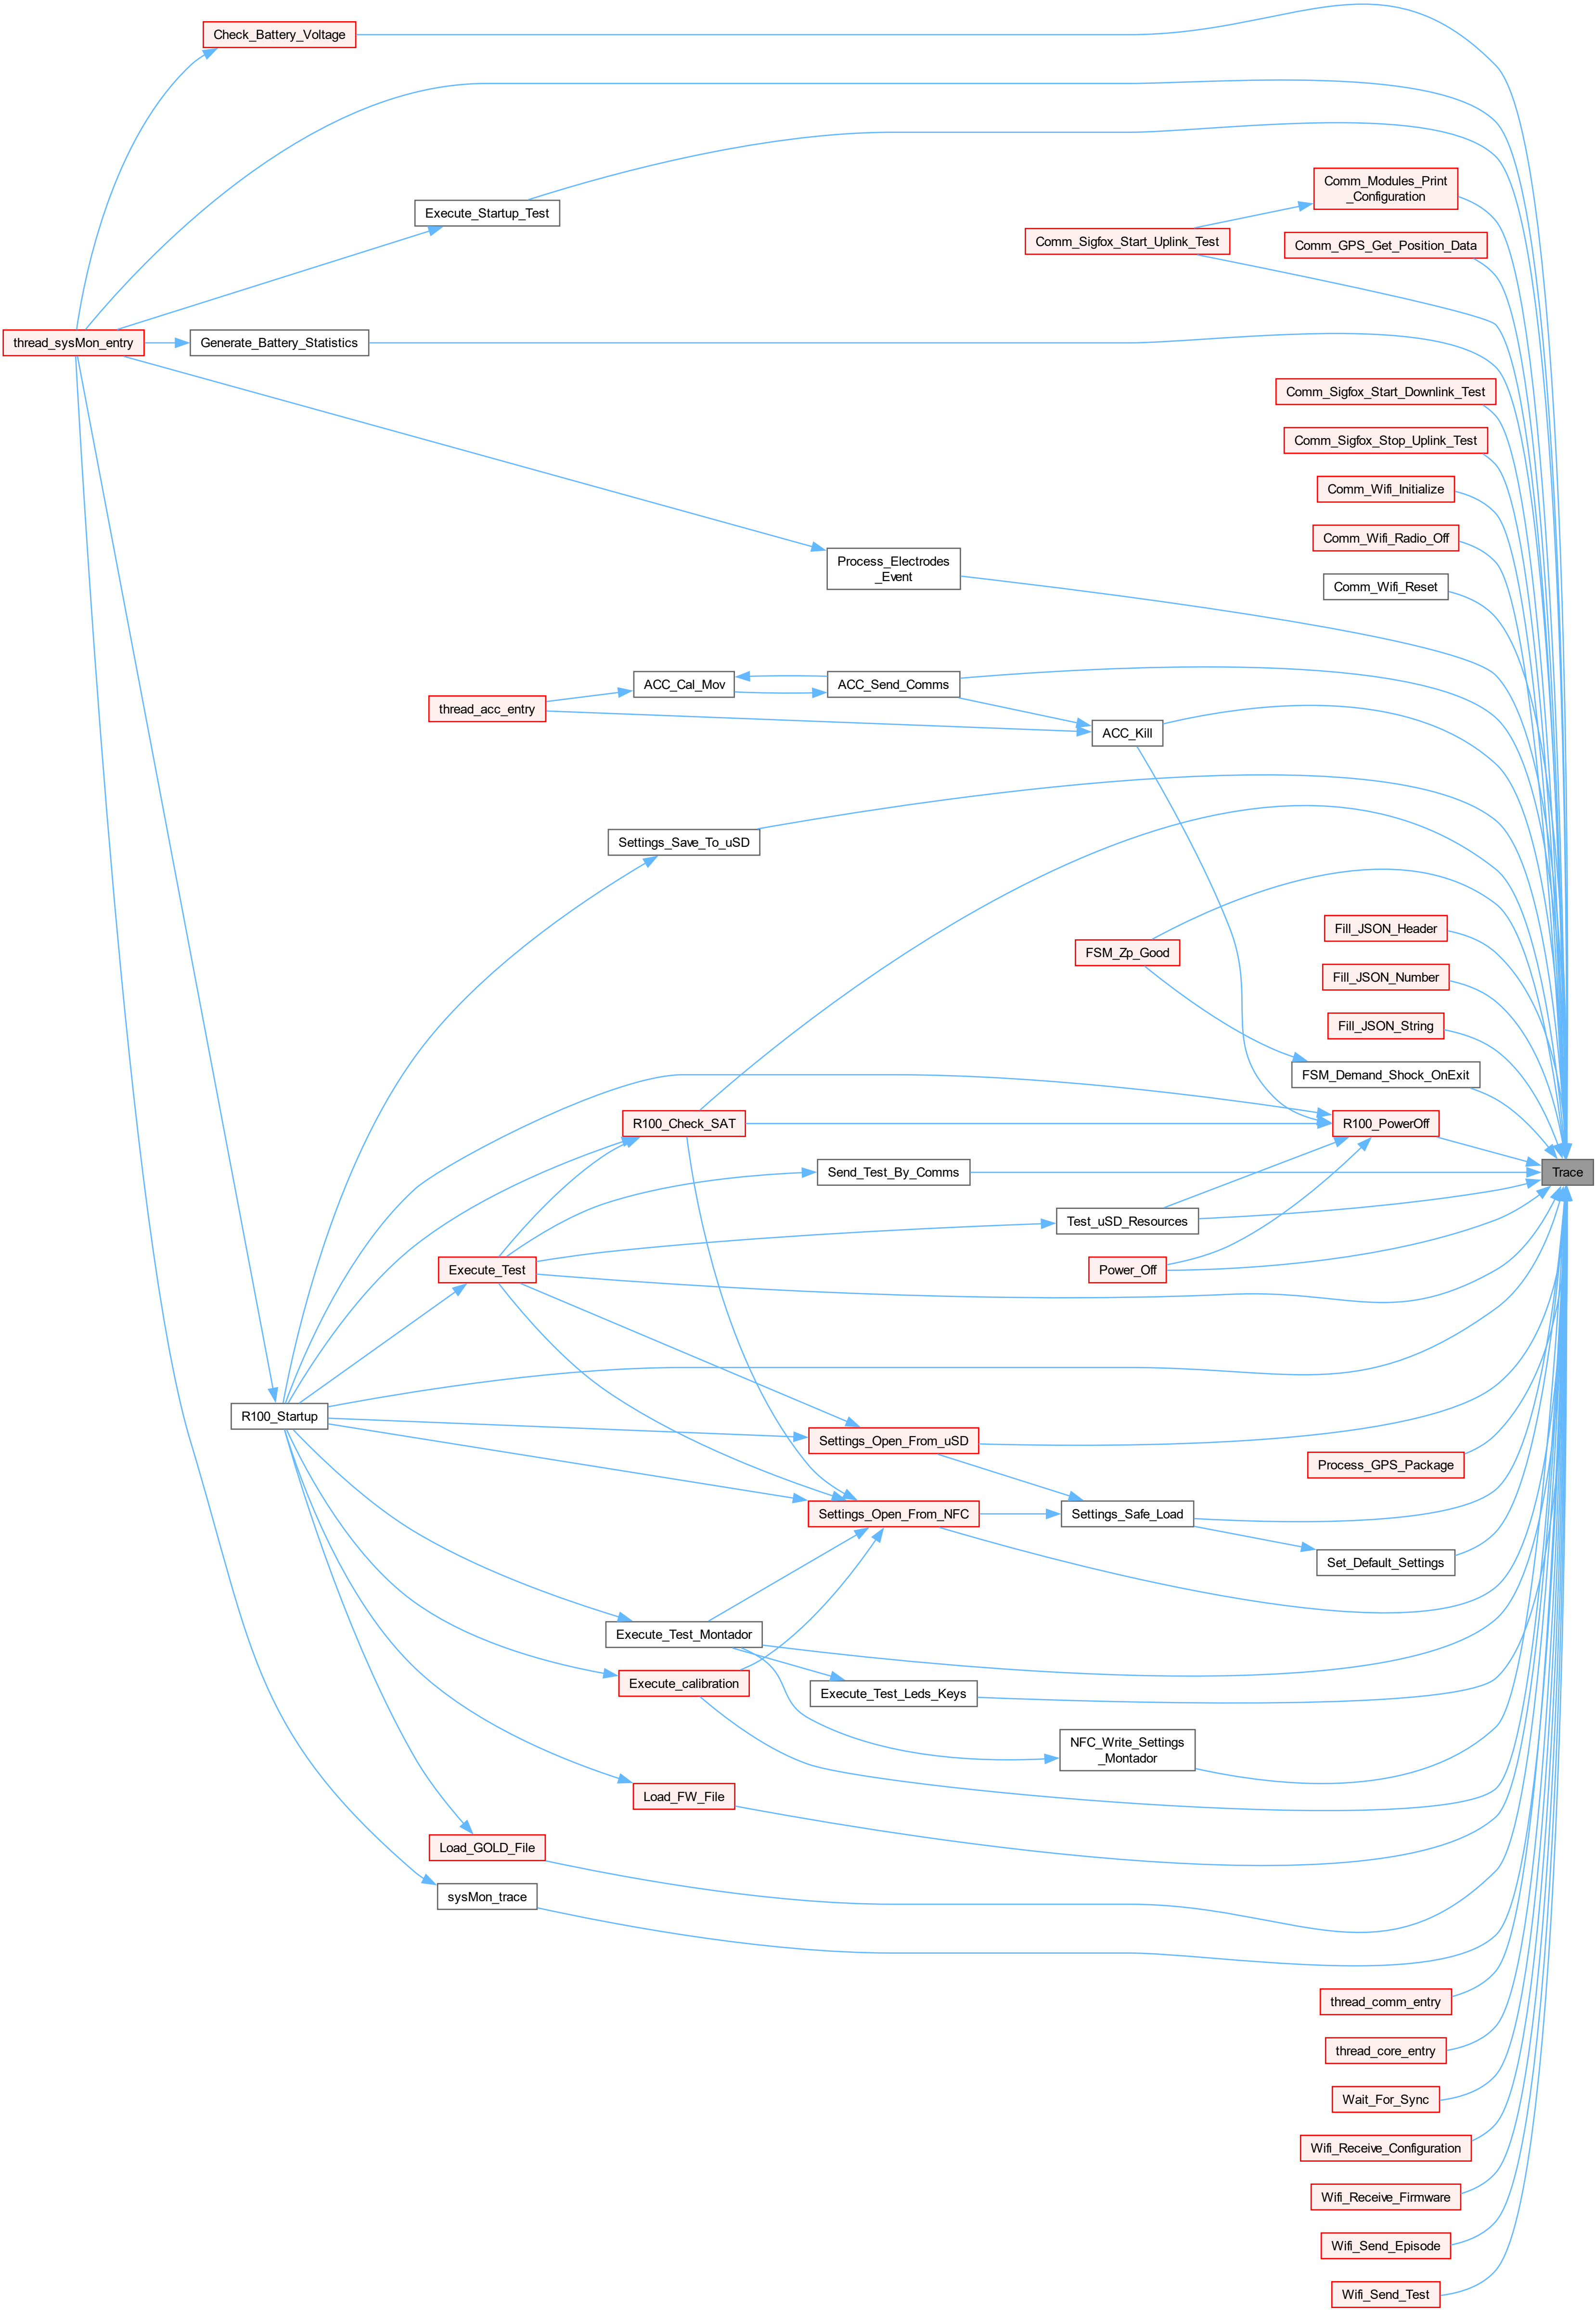 Check_Battery_Voltage
Comm_Modules_Print
_Configuration
Execute_Startup_Test
Comm_Sigfox_Start_Uplink_Test
Comm_GPS_Get_Position_Data
thread_sysMon_entry
Generate_Battery_Statistics
Comm_Sigfox_Start_Downlink_Test
Comm_Sigfox_Stop_Uplink_Test
Comm_Wifi_Initialize
Comm_Wifi_Radio_Off
Process_Electrodes
_Event
Comm_Wifi_Reset
ACC_Cal_Mov
ACC_Send_Comms
thread_acc_entry
ACC_Kill
Settings_Save_To_uSD
Fill_JSON_Header
FSM_Zp_Good
Fill_JSON_Number
Fill_JSON_String
FSM_Demand_Shock_OnExit
R100_Check_SAT
R100_PowerOff
Send_Test_By_Comms
Trace
Test_uSD_Resources
Execute_Test
Power_Off
R100_Startup
Settings_Open_From_uSD
Process_GPS_Package
Settings_Open_From_NFC
Settings_Safe_Load
Set_Default_Settings
Execute_Test_Montador
Execute_calibration
Execute_Test_Leds_Keys
NFC_Write_Settings
_Montador
Load_FW_File
Load_GOLD_File
sysMon_trace
thread_comm_entry
thread_core_entry
Wait_For_Sync
Wifi_Receive_Configuration
Wifi_Receive_Firmware
Wifi_Send_Episode
Wifi_Send_Test